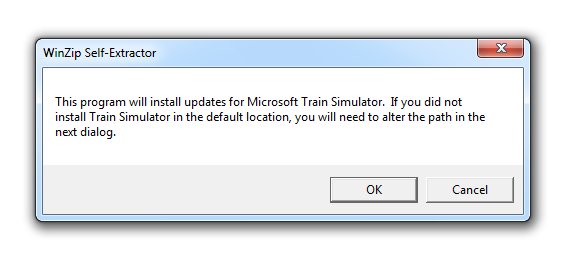 WinZip Self-Extractor
This program will install updates for Microsoft Train Simulator.  If you did not
install Train Simulator in the default location, you will need to alter the path in the
next dialog.
OK
Cancel